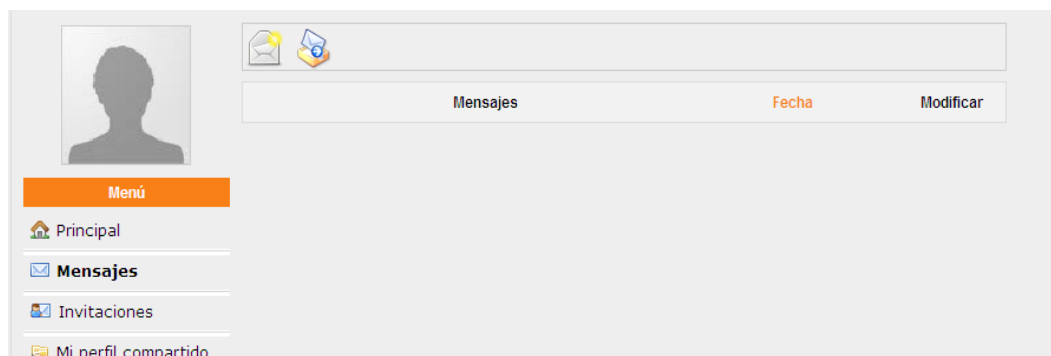 Mensajes Fecha Modificar
Menú
Principal
Mensajes
Invitaciones
Mi perfil compartido